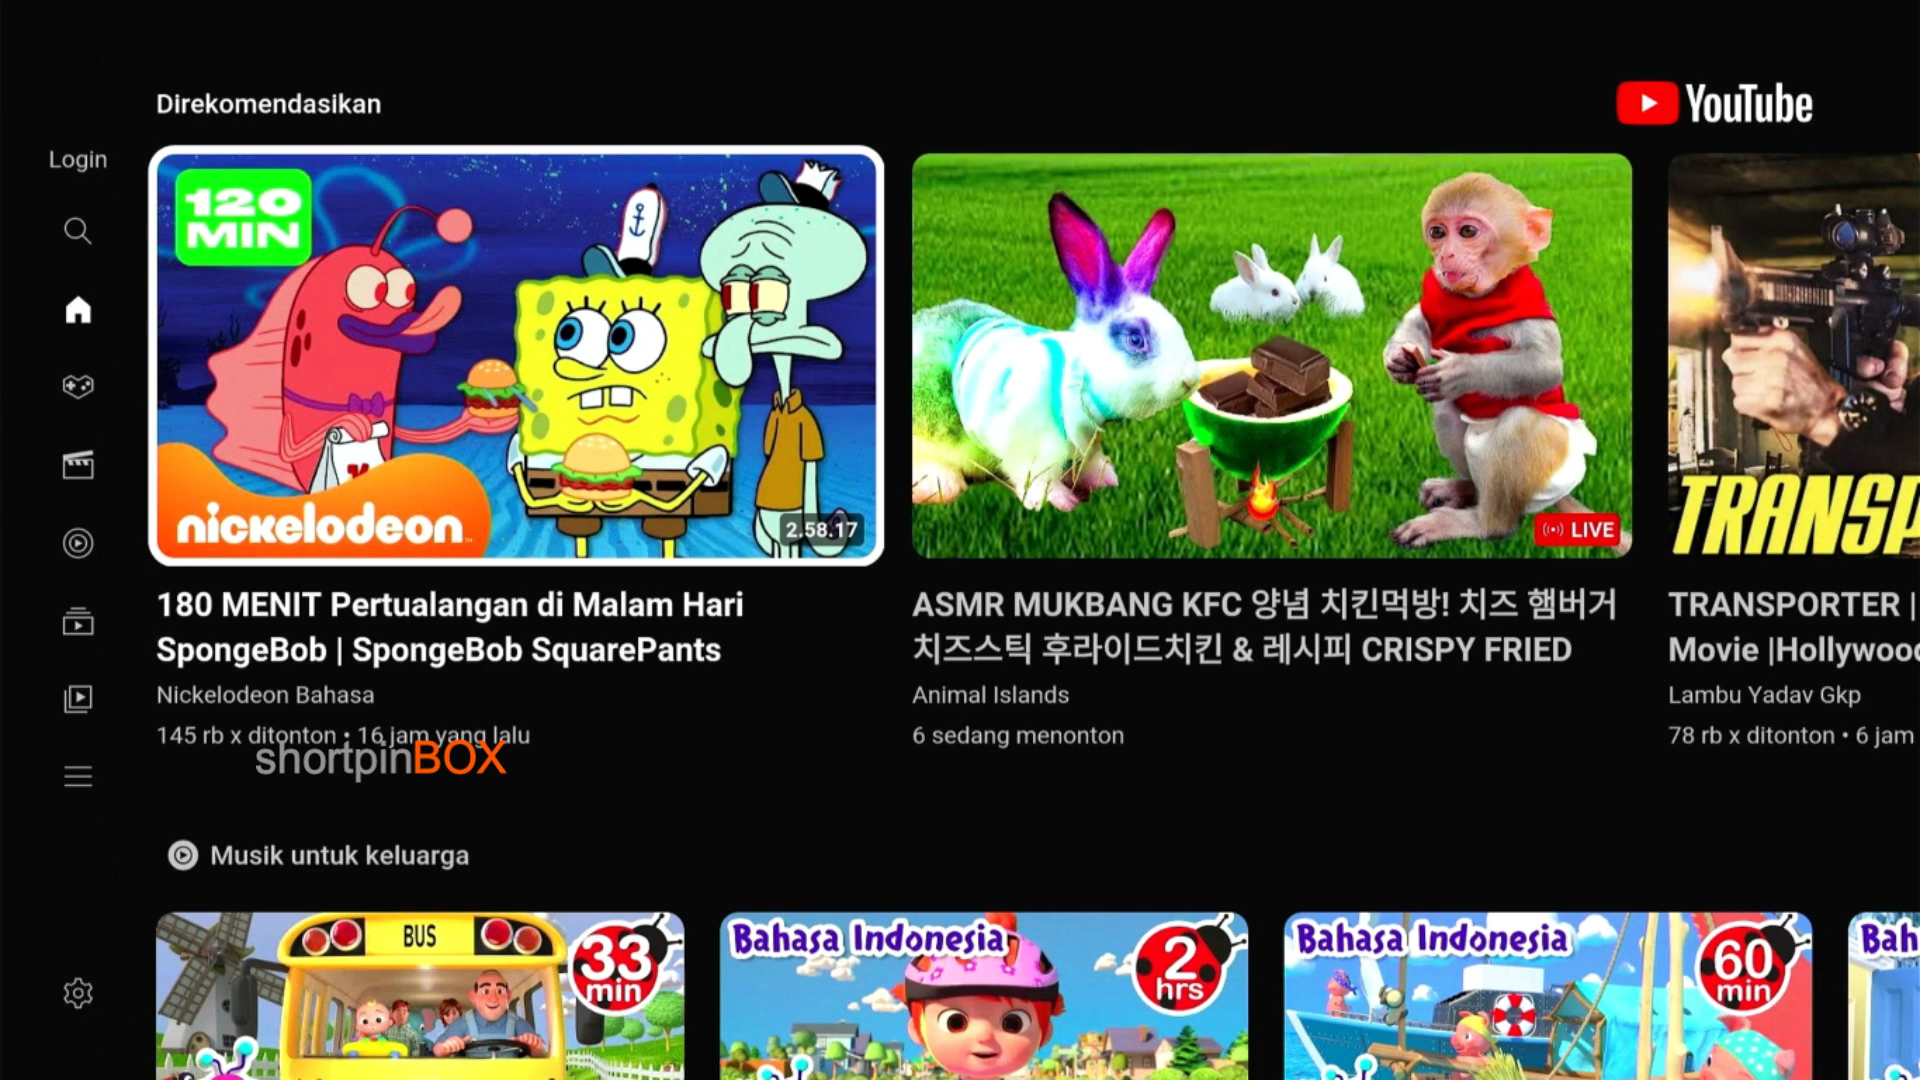 Direkomendasikan
YouTube
Login
120
MIN
nickelodeon
2.58.17
LIVE
TRANSP
180 MENIT Pertualangan di Malam Hari
SpongeBob | SpongeBob SquarePants
Nickelodeon Bahasa
145 rb x ditonton • 16 jam yang lalu
ASMR MUKBANG KFC 양념 치킨먹방! 치즈 햄버거
치즈스틱 후라이드치킨 & 레시피 CRISPY FRIED
Animal Islands
6 sedang menonton
TRANSPORTER |
Movie |Hollywood
Lambu Yadav Gkp
78 rb x ditonton • 6 jam
shortpinBOX
Musik untuk keluarga
BUS
33
min
Bahasa Indonesia
2
hrs
Bahasa Indonesia
60
min
Bah